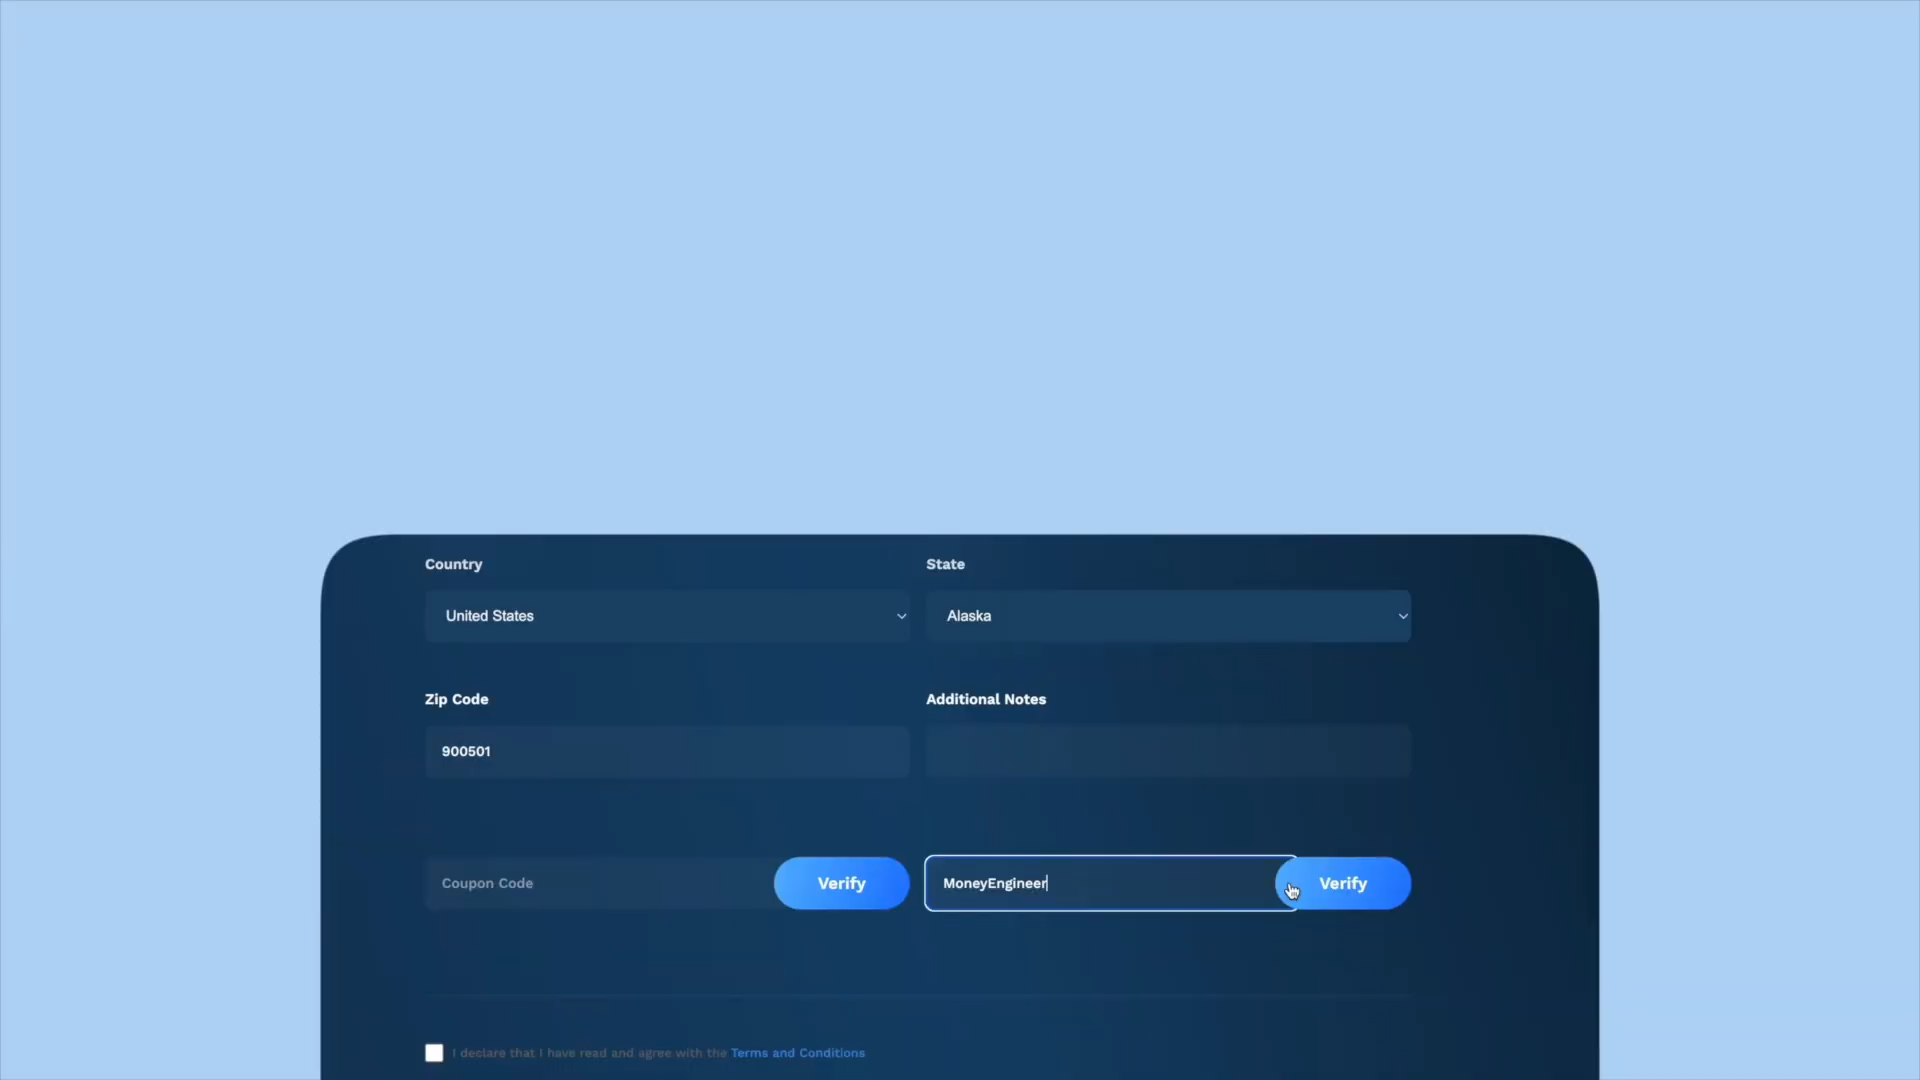 Country
State
United States
Alaska
Zip Code
Additional Notes
900501
Coupon Code
Verify
MoneyEngineer
Verify
I declare that I have read and agree with the Terms and Conditions